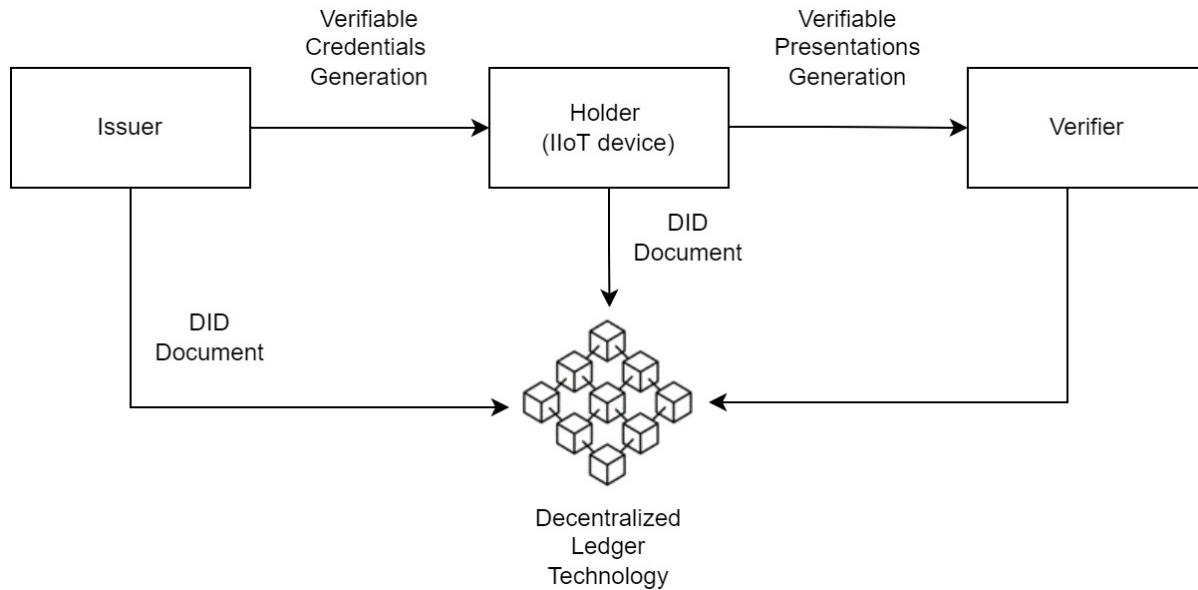 Verifiable
Credentials
Generation
Verifiable
Presentations
Generation
Issuer
Holder
(IIoT device)
Verifier
DID
Document
DID
Document
Decentralized
Ledger
Technology